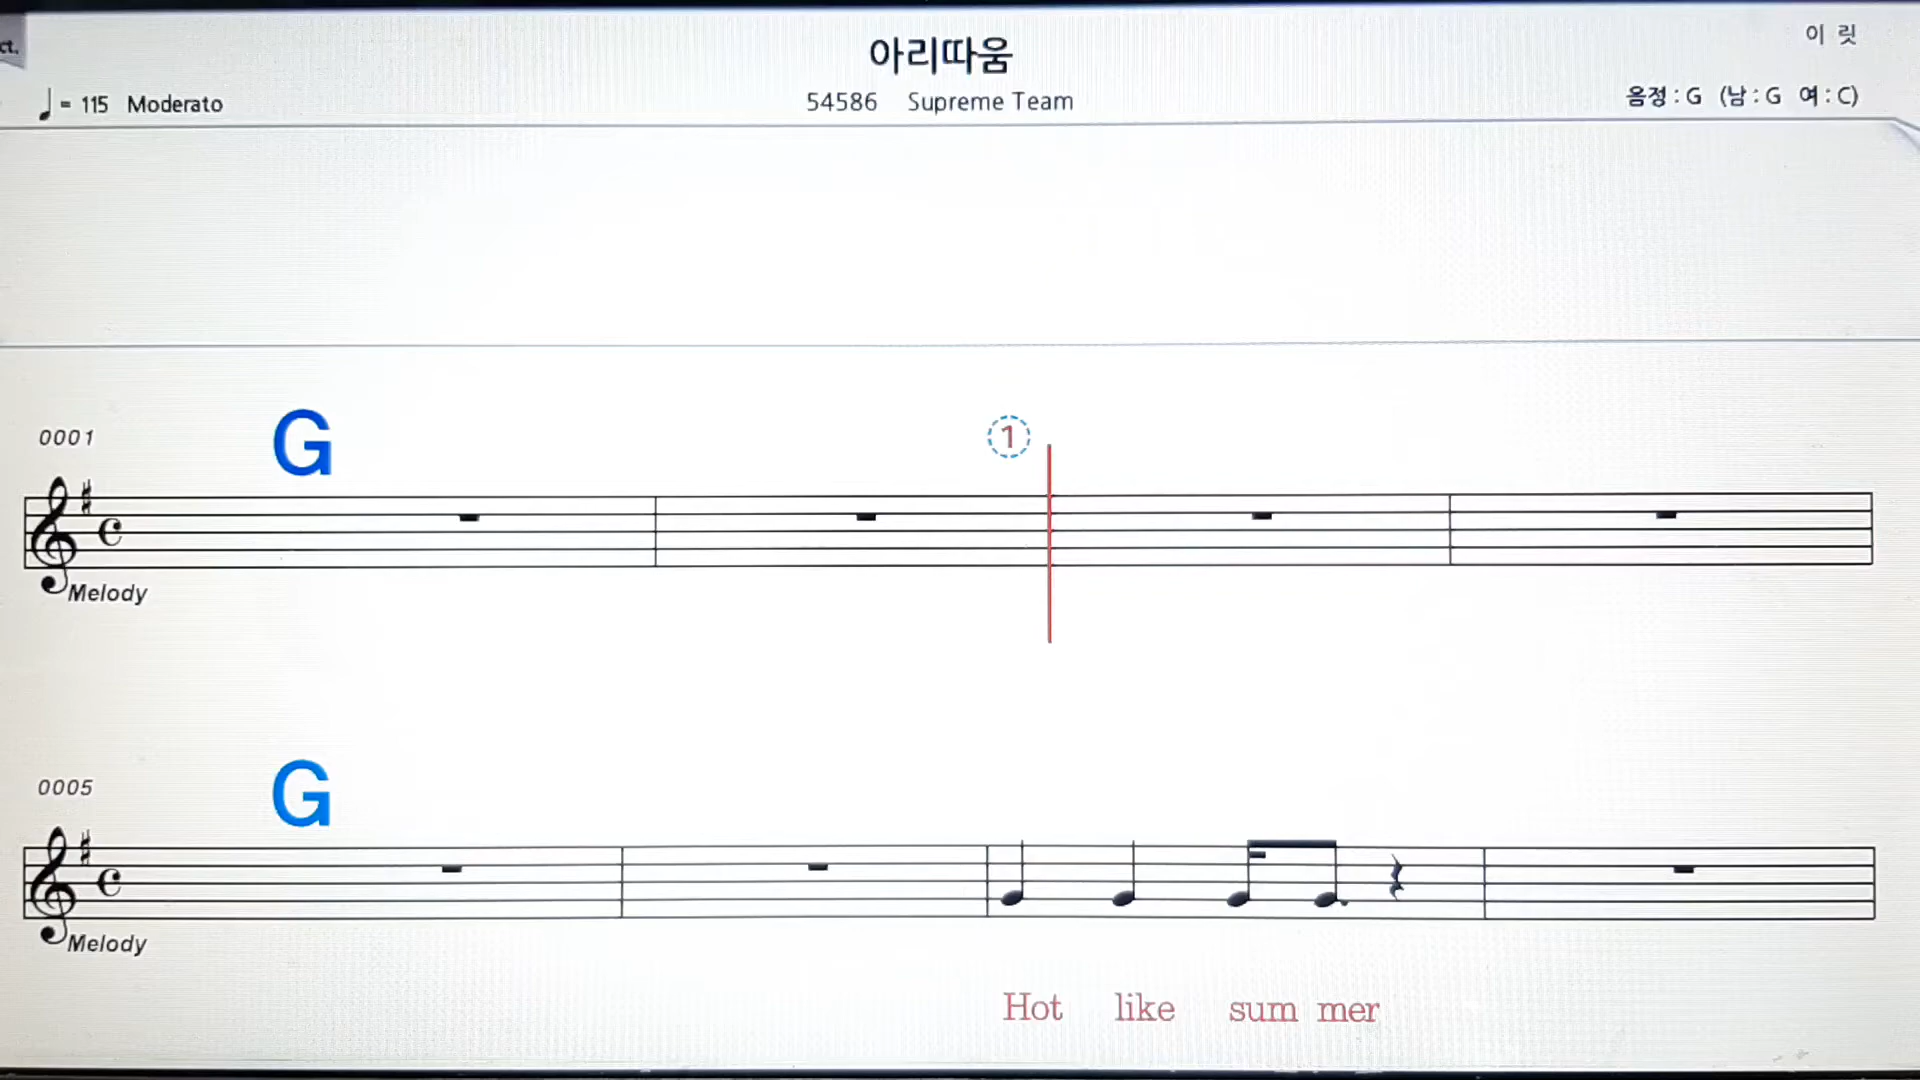 ct.
아리따움
이 릿
♩ = 115 Moderato
54586 Supreme Team
음정 : G (남 : G 여 : C)
0001
G
1
Melody
0005
G
Melody
Hot like sum mer